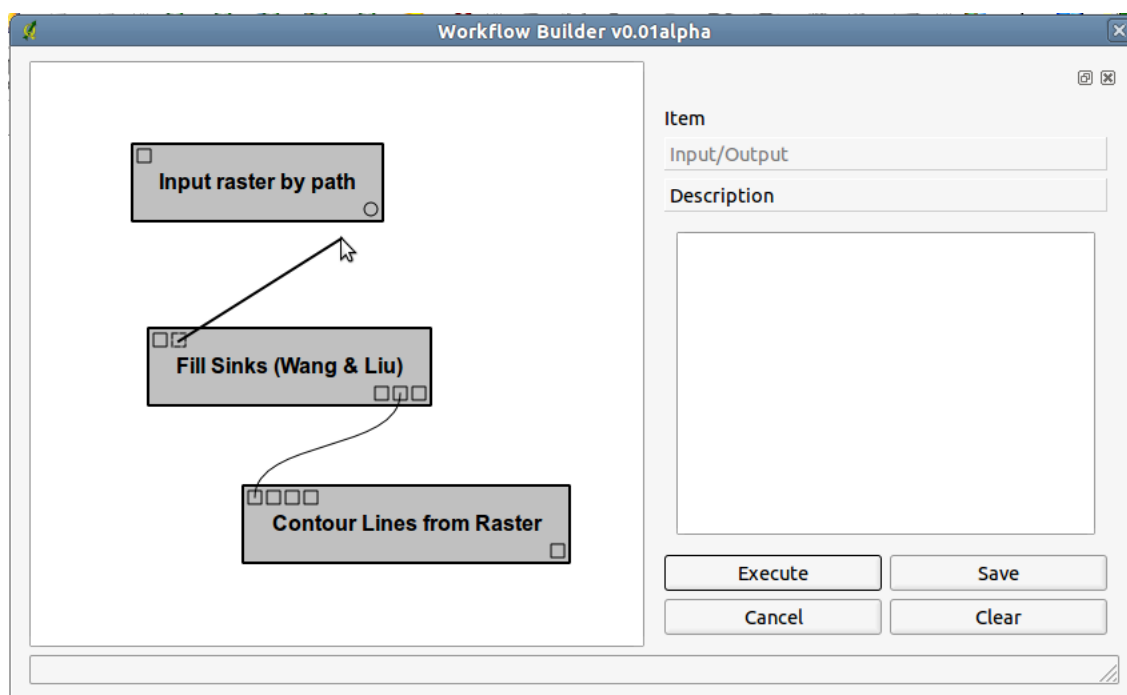 Workflow Builder v0.01alpha
Input raster by path
Fill Sinks (Wang & Liu)
Contour Lines from Raster
Item
Input/Output
Description
Execute
Save
Cancel
Clear